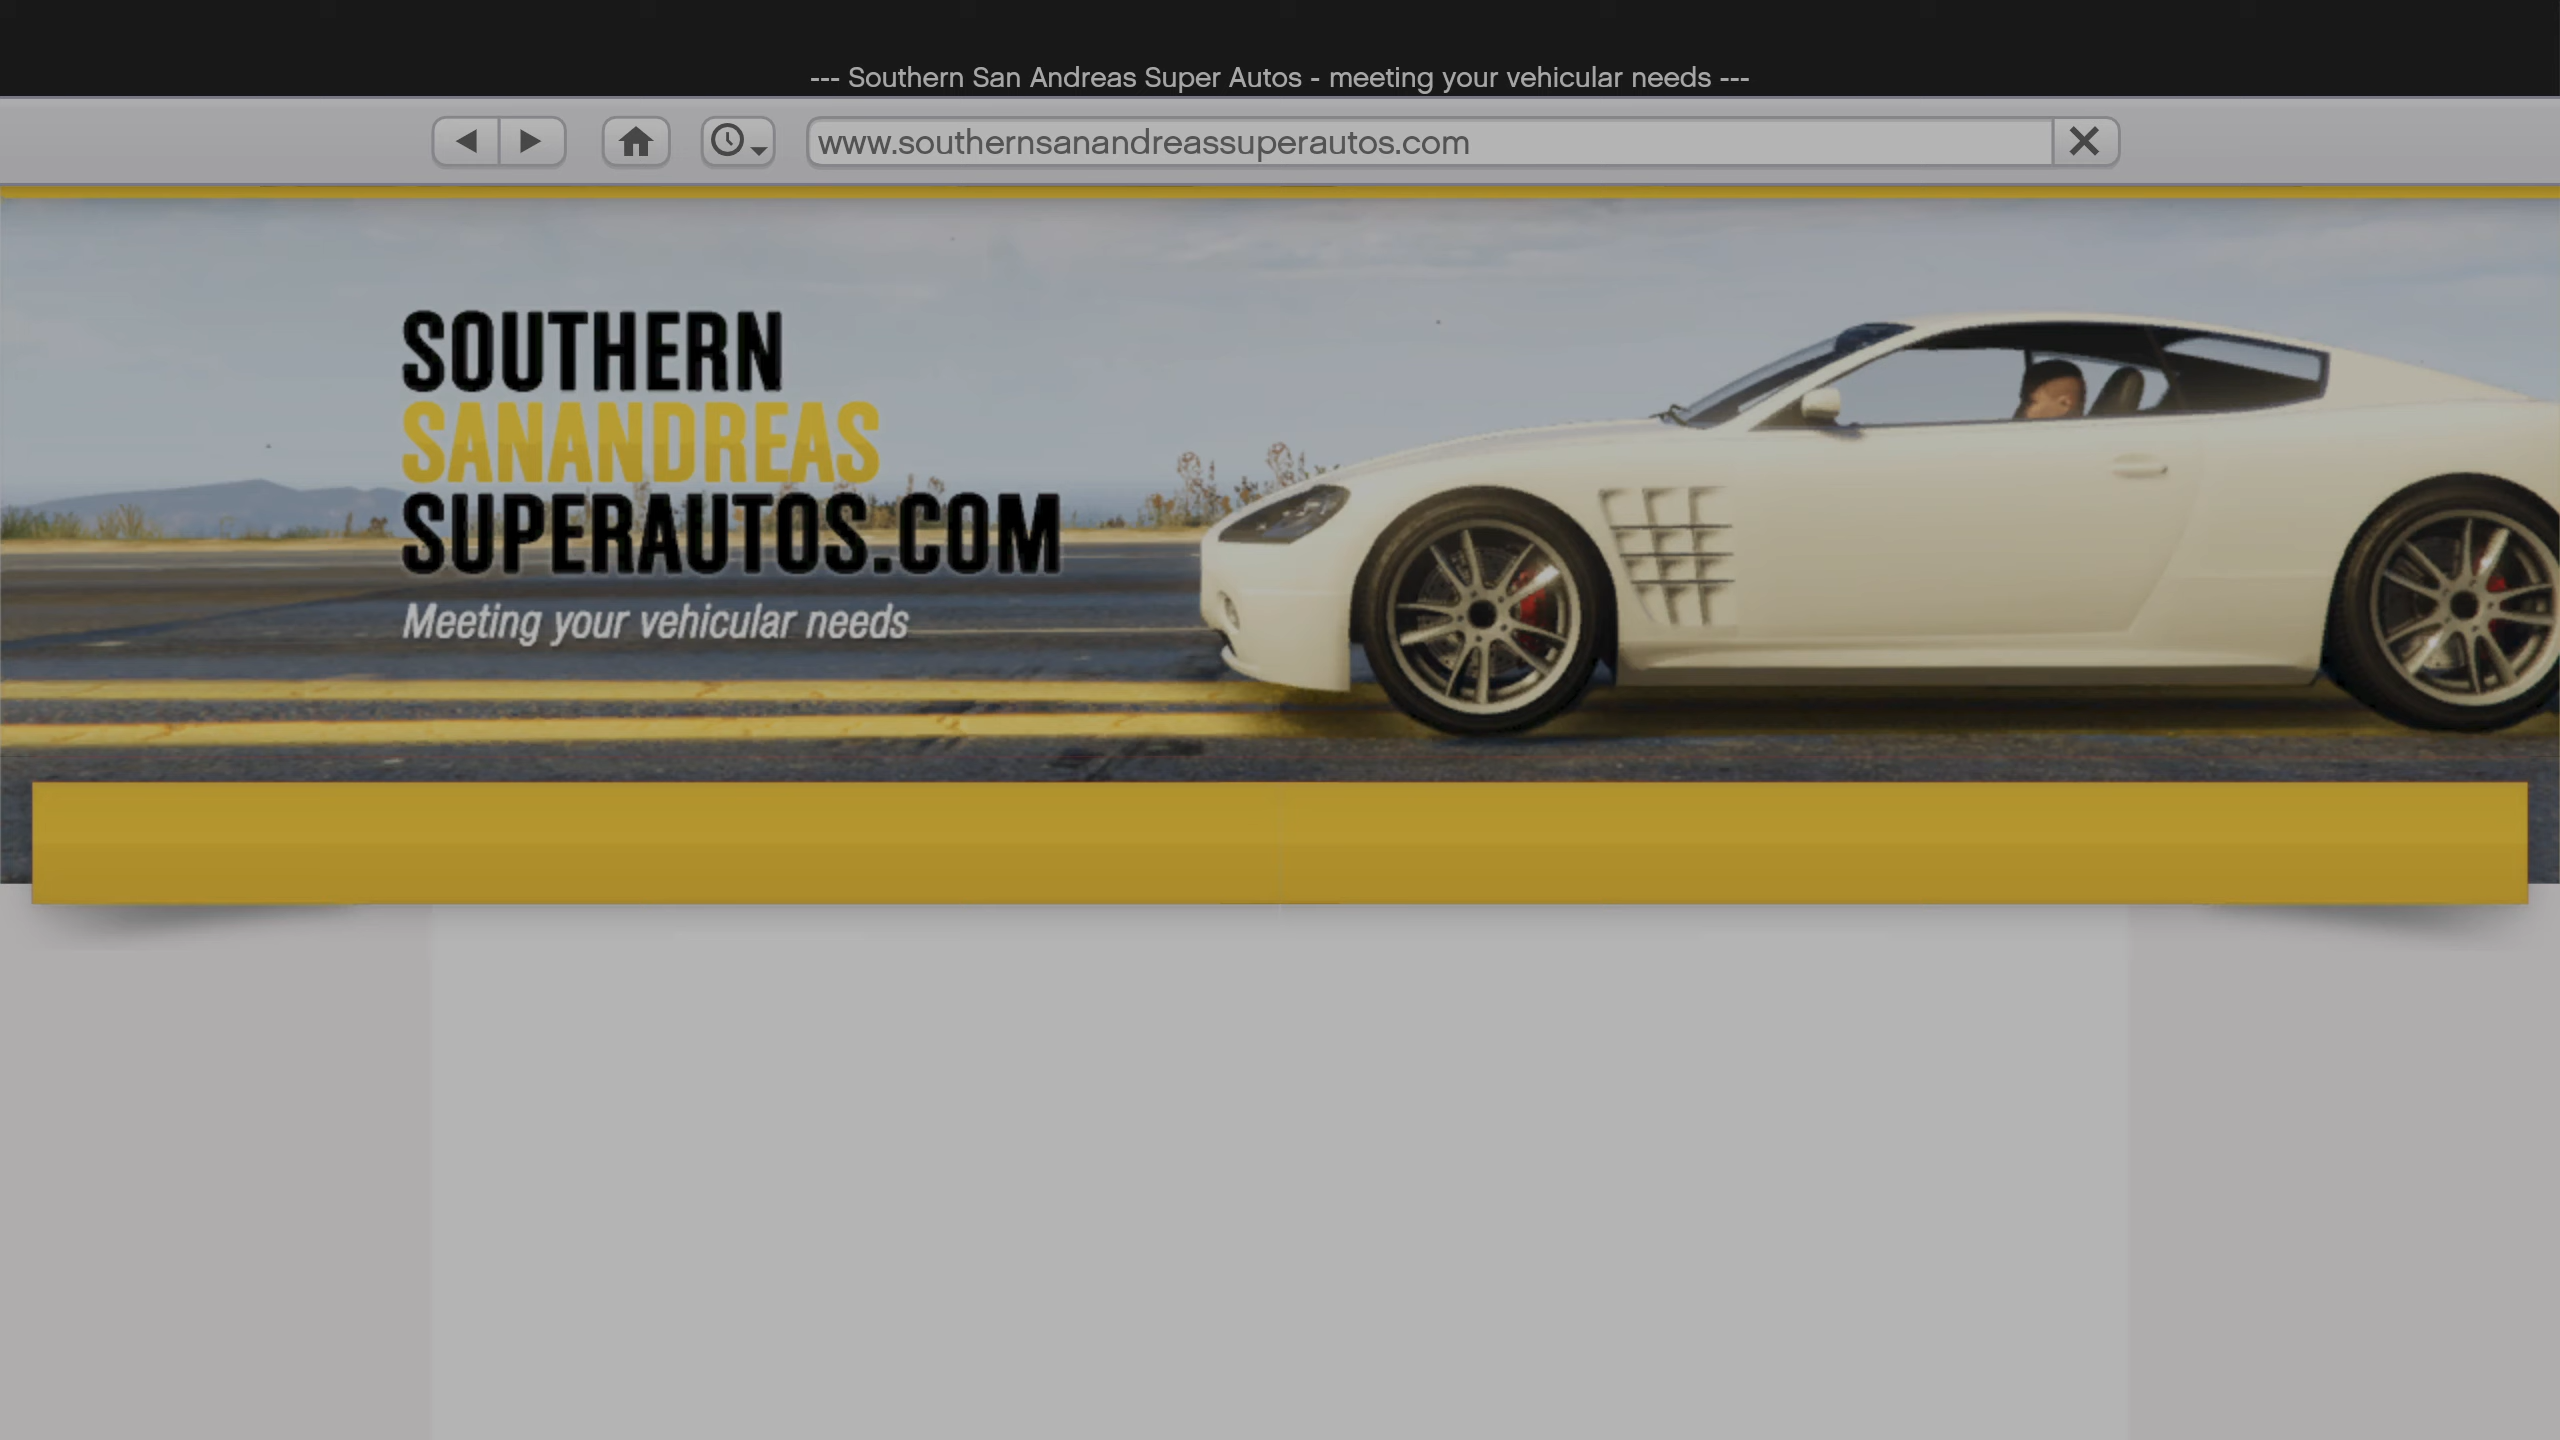 --- Southern San Andreas Super Autos - meeting your vehicular needs ---
www.southernsanandreassuperautos.com
SOUTHERN
SANANDREAS
SUPERAUTOS.COM
Meeting your vehicular needs